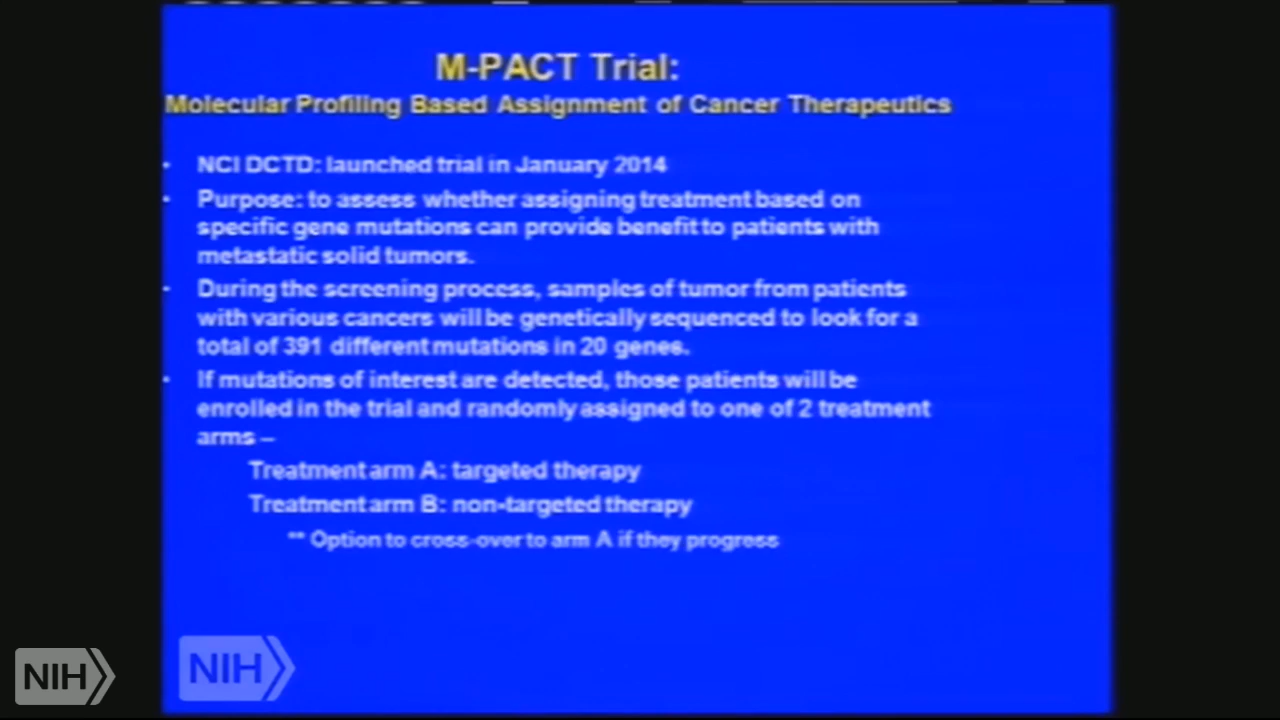 M-PACT Trial:
Molecular Profiling Based Assignment of Cancer Therapeutics
• NCI DCTD: launched trial in January 2014
• Purpose: to assess whether assigning treatment based on
specific gene mutations can provide benefit to patients with
metastatic solid tumors.
• During the screening process, samples of tumor from patients
with various cancers will be genetically sequenced to look for a
total of 391 different mutations in 20 genes.
• If mutations of interest are detected, those patients will be
enrolled in the trial and randomly assigned to one of 2 treatment
arms –
Treatment arm A: targeted therapy
Treatment arm B: non-targeted therapy
** Option to cross-over to arm A if they progress
NIH
NIH